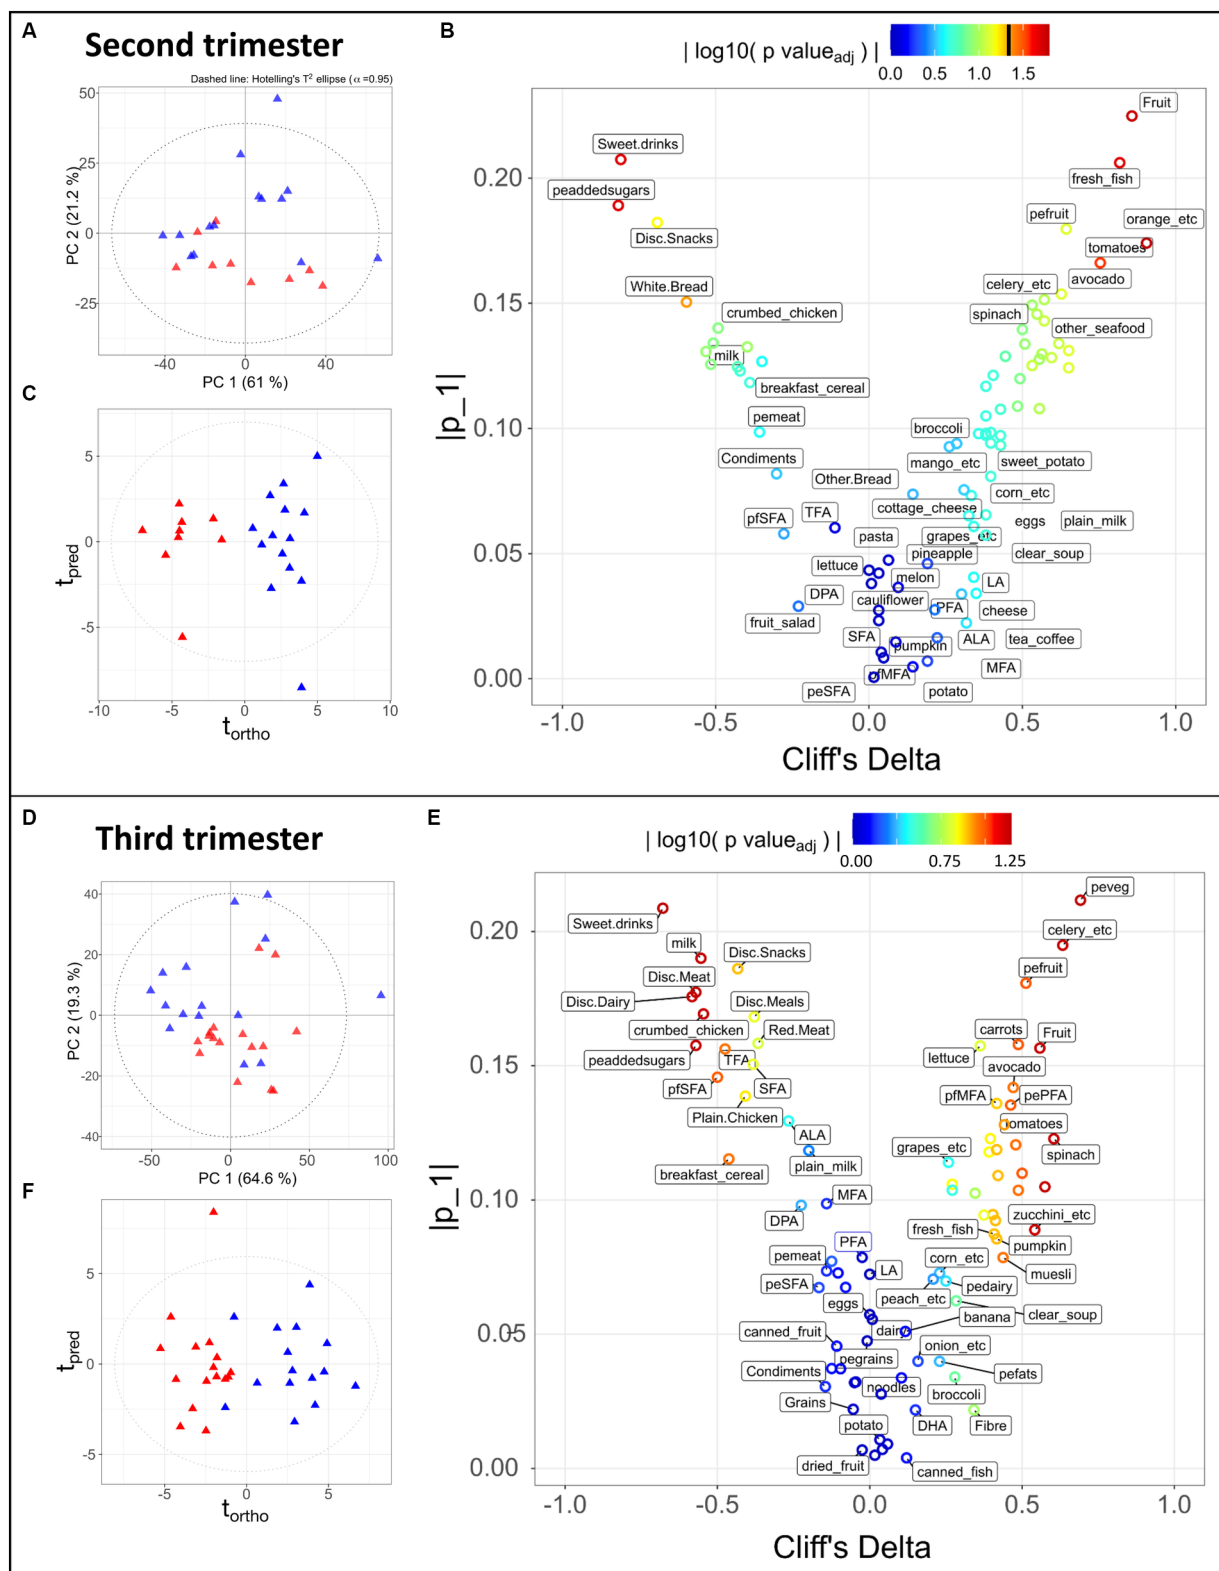 A
Second trimester
Dashed line: Hotelling's T² ellipse (α=0.95)
50
25
0
-25
PC 2 (21.2 %)
-40
0
40
PC 1 (61 %)
B
| log10( p value_adj ) |
0.0
0.5
1.0
1.5
Fruit
Sweet.drinks
fresh_fish
peaddedsugars
pefruit
orange_etc
Disc.Snacks
tomatoes
White.Bread
celery_etc
avocado
crumbed_chicken
spinach
other_seafood
milk
breakfast_cereal
pemeat
broccoli
Condiments
mango_etc
sweet_potato
Other.Bread
corn_etc
cottage_cheese
pfSFA
TFA
eggs
plain_milk
pasta
grapes_etc
pineapple
clear_soup
lettuce
melon
LA
DPA
cauliflower
PFA
cheese
fruit_salad
SFA
pumpkin
ALA
tea_coffee
pfMFA
MFA
peSFA
potato
0.20
0.15
0.10
0.05
0.00
|p_1|
-1.0
-0.5
0.0
0.5
1.0
Cliff's Delta
C
5
0
-5
t_pred
-10
-5
0
5
10
t_ortho
D
Third trimester
40
20
0
-20
-40
PC 2 (19.3 %)
-50
0
50
100
PC 1 (64.6 %)
E
| log10( p value_adj ) |
0.00
0.75
1.25
peveg
Sweet.drinks
celery_etc
milk
Disc.Snacks
pefruit
Disc.Meat
Disc.Dairy
Disc.Meals
crumbed_chicken
Red.Meat
carrots
Fruit
peaddedsugars
TFA
lettuce
avocado
pfSFA
SFA
pfMFA
pePFA
Plain.Chicken
tomatoes
ALA
grapes_etc
spinach
breakfast_cereal
plain_milk
MFA
DPA
zucchini_etc
fresh_fish
PFA
pumpkin
pemeat
LA
corn_etc
muesli
peSFA
pedairy
eggs
peach_etc
clear_soup
canned_fruit
dairy
banana
pegrains
onion_etc
Condiments
noodles
pefats
Grains
broccoli
potato
DHA
Fibre
dried_fruit
canned_fish
0.20
0.15
0.10
0.05
0.00
|p_1|
-1.0
-0.5
0.0
0.5
1.0
Cliff's Delta
F
5
0
-5
t_pred
-5
0
5
t_ortho